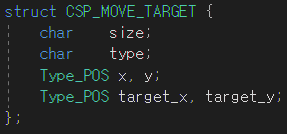 struct CSP_MOVE_TARGET {
    char    size;
    char    type;
    Type_POS x, y;
    Type_POS target_x, target_y;
};